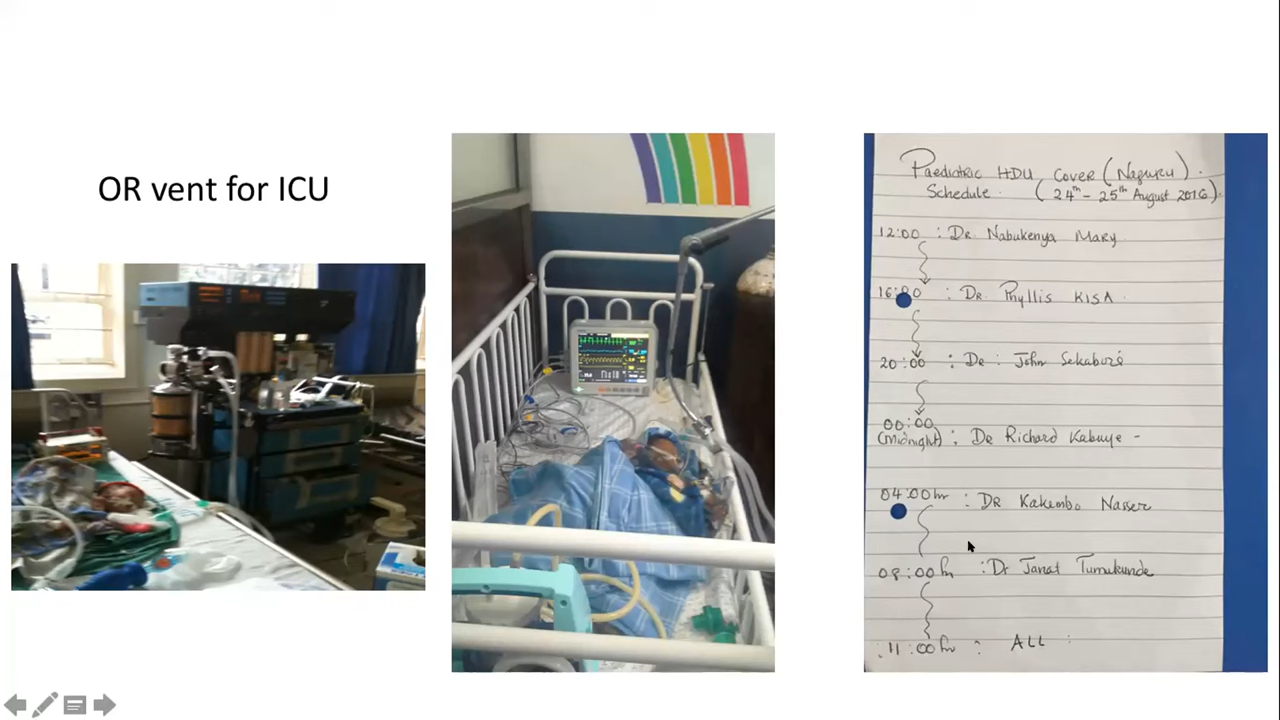 OR vent for ICU
Paediatric HDU Cover (Naguru).
Schedule. (24th - 25th August 2016).
12:00 : Dr. Nabukenya Mary
16:00 : Dr Phyllis KISA.
20:00 : Dr : John Sekabira
00:00
(Midnight) : Dr Richard Kabuye -
04:00hr : Dr Kakembo Nasser
08:00hr : Dr Janat Tumukunde
11:00hr : ALL :